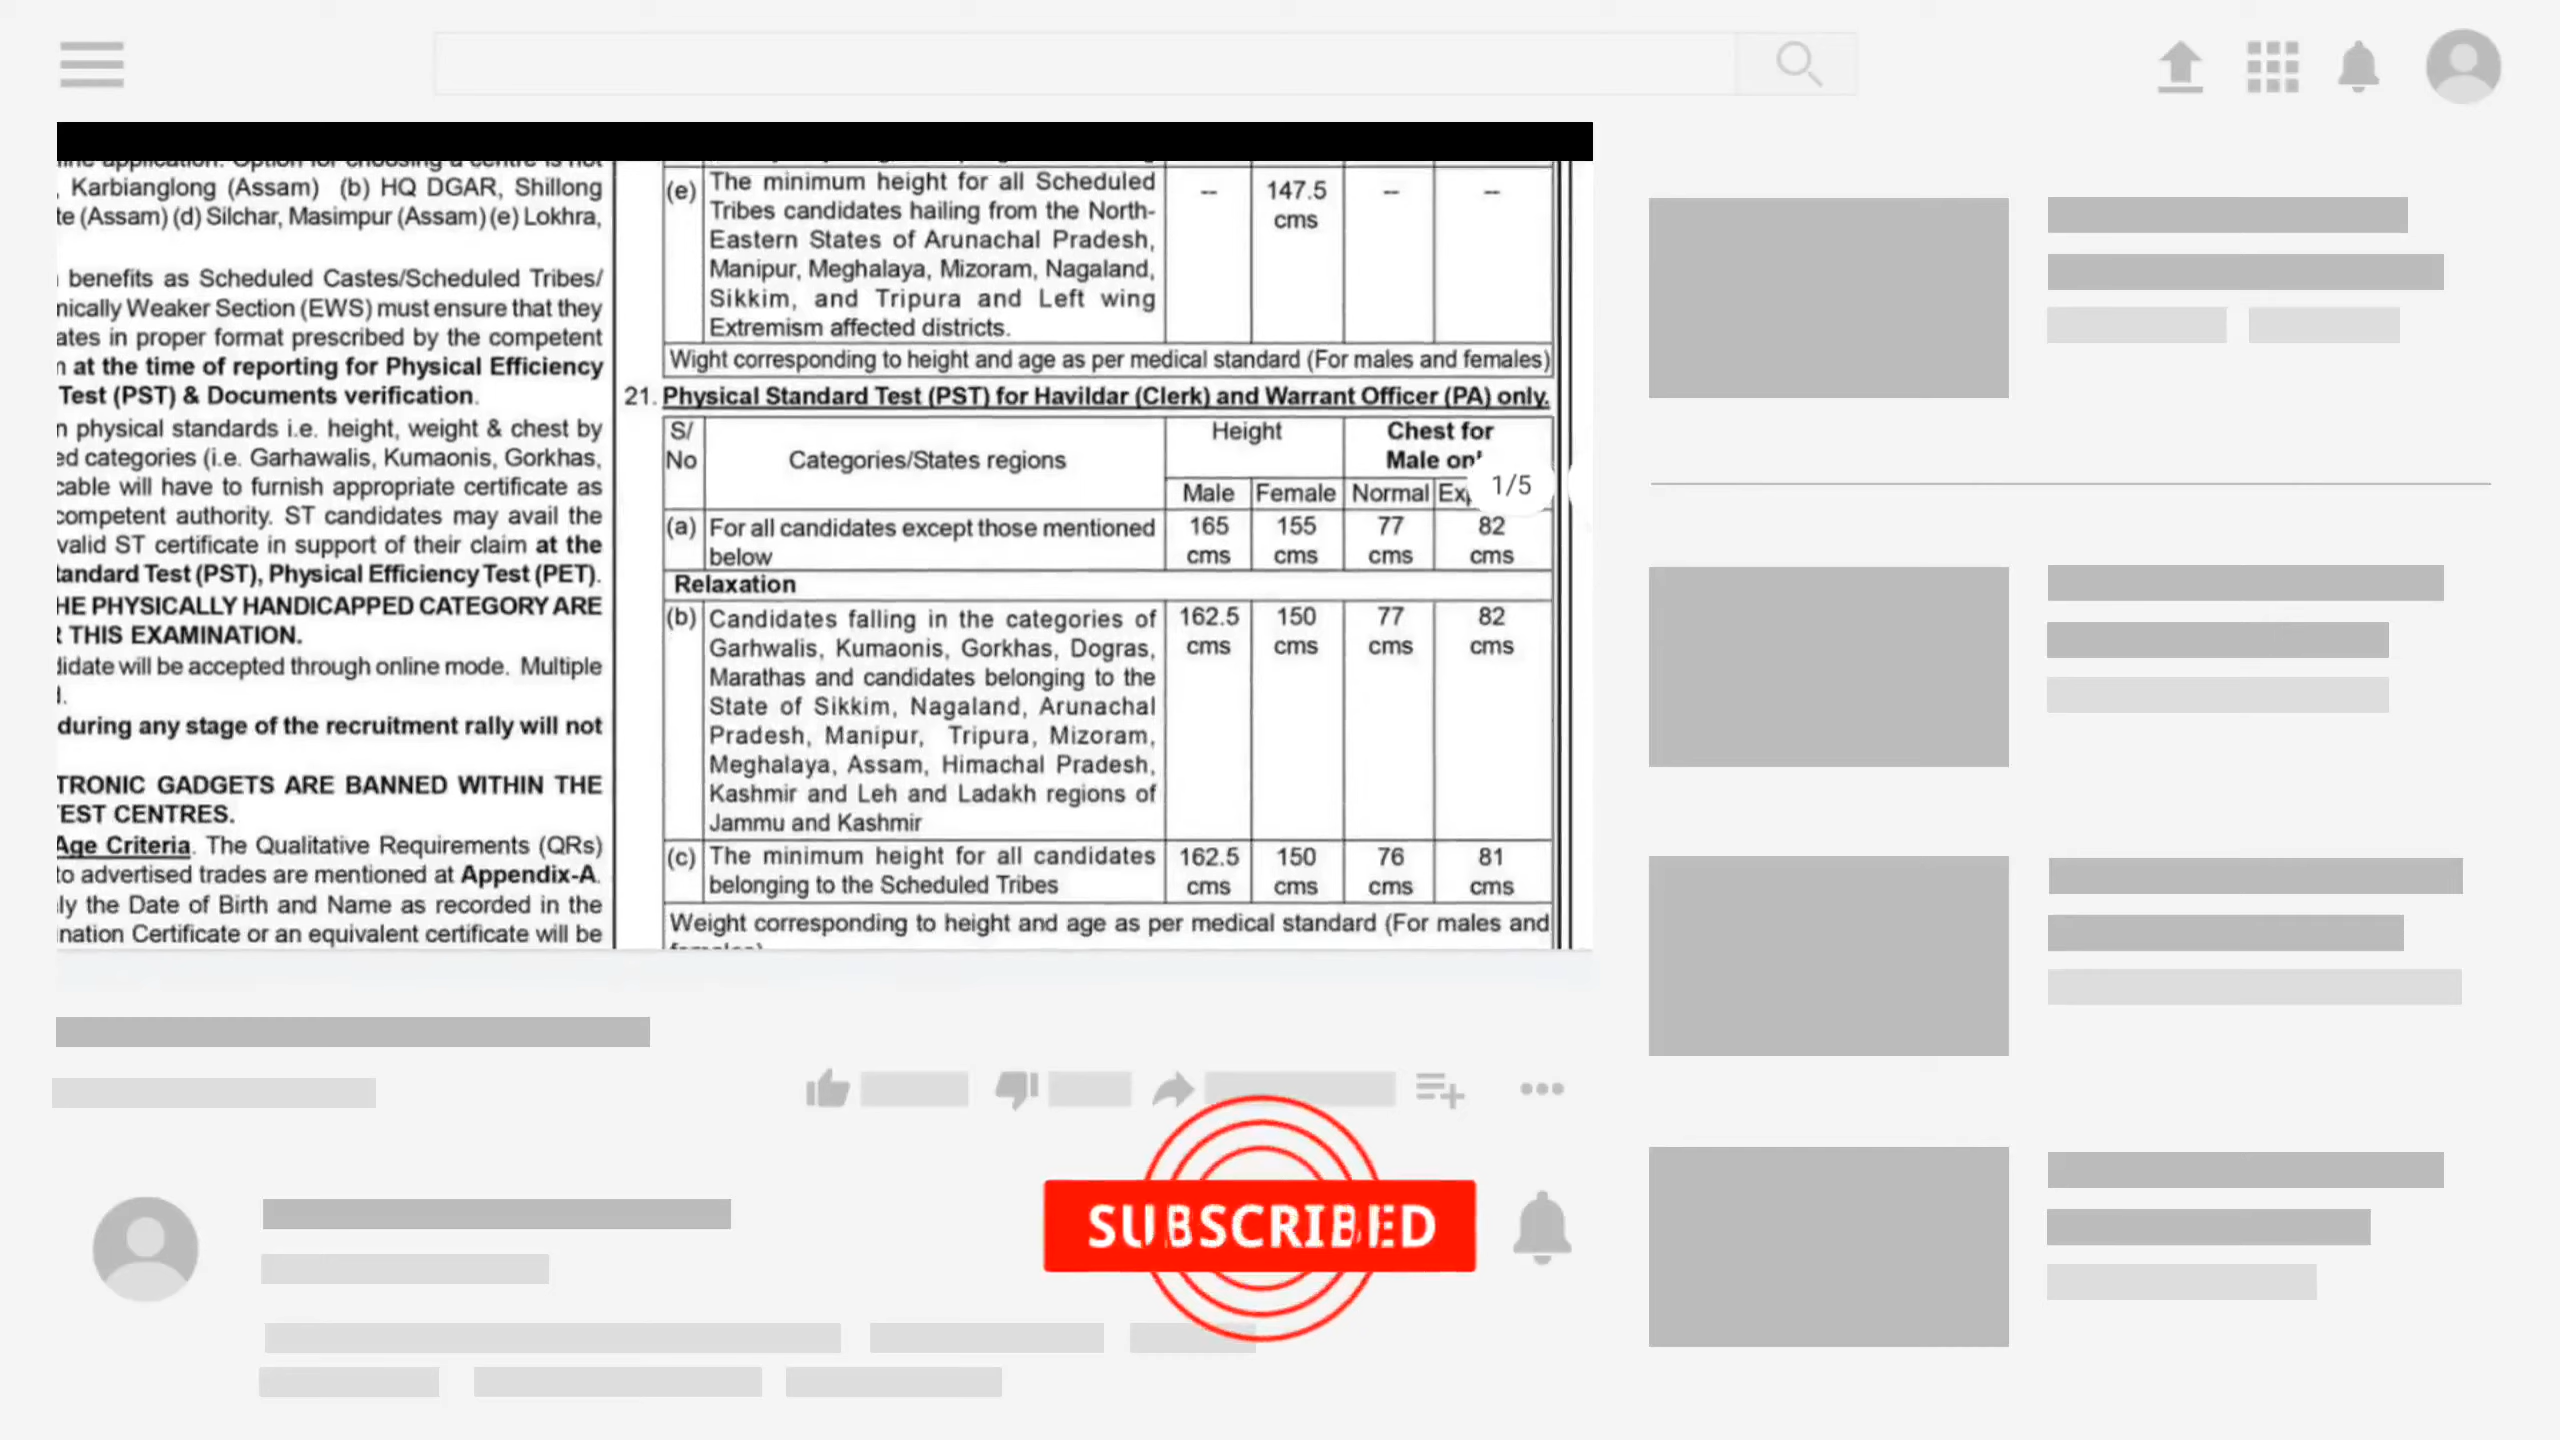 line application. Option for choosing a centre is not
, Karbianglong (Assam) (b) HQ DGAR, Shillong
te (Assam) (d) Silchar, Masimpur (Assam) (e) Lokhra,
benefits as Scheduled Castes/Scheduled Tribes/
nically Weaker Section (EWS) must ensure that they
ates in proper format prescribed by the competent
n at the time of reporting for Physical Efficiency
Test (PST) & Documents verification.
n physical standards i.e. height, weight & chest by
ed categories (i.e. Garhawalis, Kumaonis, Gorkhas,
cable will have to furnish appropriate certificate as
competent authority. ST candidates may avail the
valid ST certificate in support of their claim at the
tandard Test (PST), Physical Efficiency Test (PET).
HE PHYSICALLY HANDICAPPED CATEGORY ARE
THIS EXAMINATION.
didate will be accepted through online mode. Multiple
d.
during any stage of the recruitment rally will not
TRONIC GADGETS ARE BANNED WITHIN THE
TEST CENTRES.
Age Criteria. The Qualitative Requirements (QRs)
to advertised trades are mentioned at Appendix-A.
ly the Date of Birth and Name as recorded in the
nation Certificate or an equivalent certificate will be
(e) The minimum height for all Scheduled -- 147.5 -- --
Tribes candidates hailing from the North- cms
Eastern States of Arunachal Pradesh,
Manipur, Meghalaya, Mizoram, Nagaland,
Sikkim, and Tripura and Left wing
Extremism affected districts.
Wight corresponding to height and age as per medical standard (For males and females)
21. Physical Standard Test (PST) for Havildar (Clerk) and Warrant Officer (PA) only.
S/ Height Chest for
No Categories/States regions Male onl
Male Female Normal Exp
1/5
(a) For all candidates except those mentioned 165 155 77 82
below cms cms cms cms
Relaxation
(b) Candidates falling in the categories of 162.5 150 77 82
Garhwalis, Kumaonis, Gorkhas, Dogras, cms cms cms cms
Marathas and candidates belonging to the
State of Sikkim, Nagaland, Arunachal
Pradesh, Manipur, Tripura, Mizoram,
Meghalaya, Assam, Himachal Pradesh,
Kashmir and Leh and Ladakh regions of
Jammu and Kashmir
(c) The minimum height for all candidates 162.5 150 76 81
belonging to the Scheduled Tribes cms cms cms cms
Weight corresponding to height and age as per medical standard (For males and
females)
SUBSCRIBED